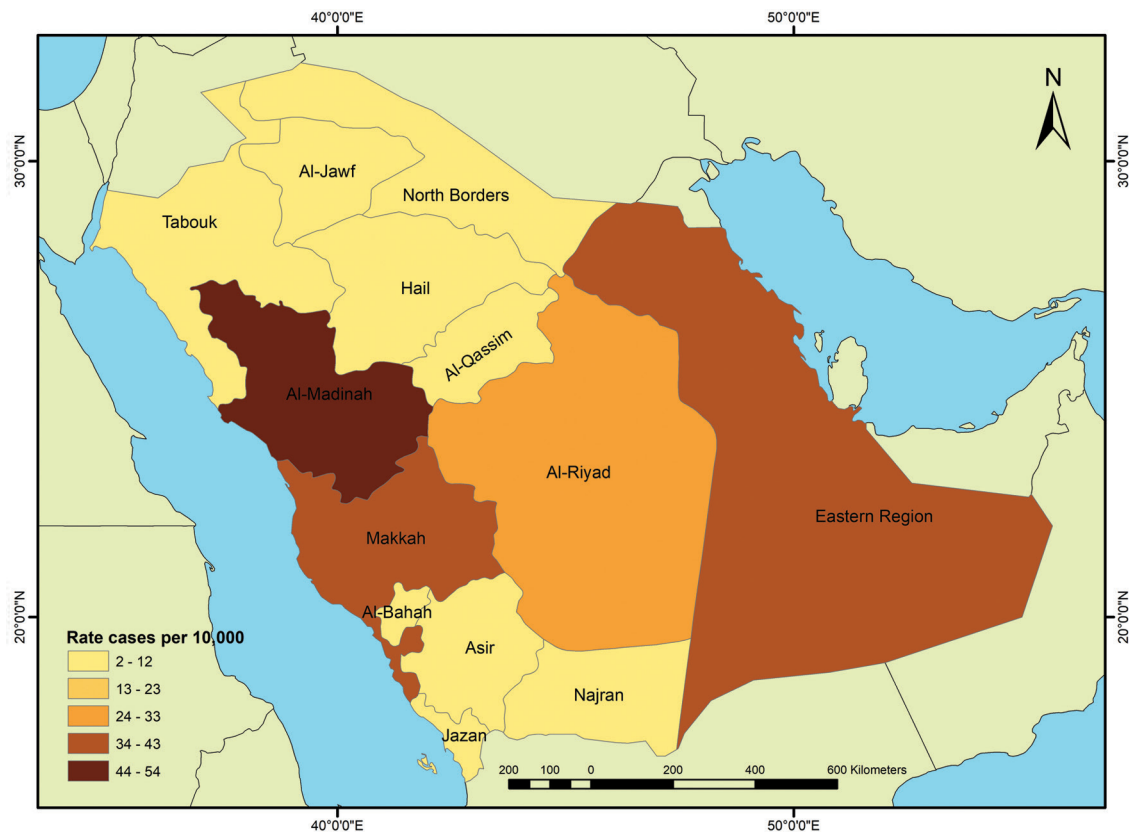 40°0'0"E
50°0'0"E
N
30°0'0"N
30°0'0"N
Al-Jawf
North Borders
Tabouk
Hail
Al-Qassim
Al-Madinah
Al-Riyad
Eastern Region
Makkah
Al-Bahah
20°0'0"N
20°0'0"N
Asir
Najran
Jazan
Rate cases per 10,000
2 - 12
13 - 23
24 - 33
34 - 43
44 - 54
200 100 0 200 400 600 Kilometers
40°0'0"E
50°0'0"E